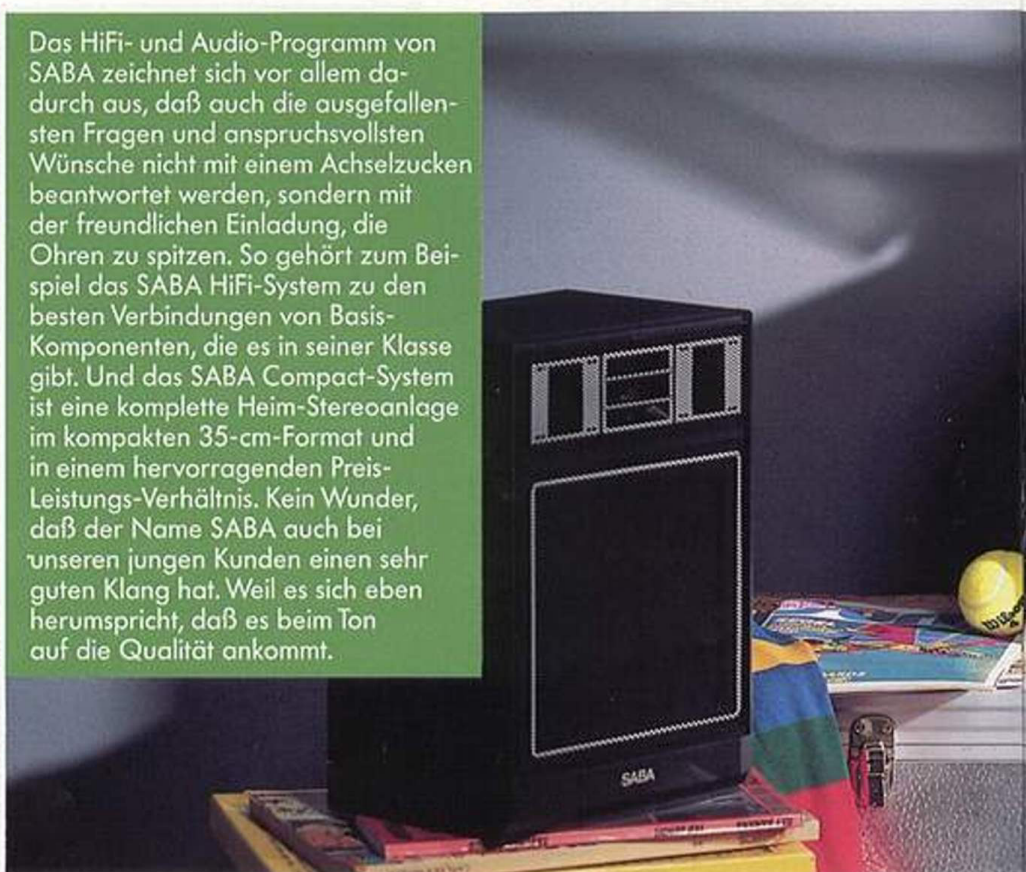 Das HiFi- und Audio-Programm von
SABA zeichnet sich vor allem da-
durch aus, daß auch die ausgefallen-
sten Fragen und anspruchsvollsten
Wünsche nicht mit einem Achselzucken
beantwortet werden, sondern mit
der freundlichen Einladung, die
Ohren zu spitzen. So gehört zum Bei-
spiel das SABA HiFi-System zu den
besten Verbindungen von Basis-
Komponenten, die es in seiner Klasse
gibt. Und das SABA Compact-System
ist eine komplette Heim-Stereoanlage
im kompakten 35-cm-Format und
in einem hervorragenden Preis-
Leistungs-Verhältnis. Kein Wunder,
daß der Name SABA auch bei
unseren jungen Kunden einen sehr
guten Klang hat. Weil es sich eben
herumspricht, daß es beim Ton
auf die Qualität ankommt.
Wilson
4
SABA